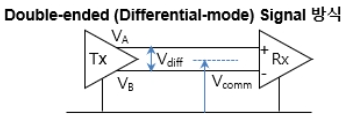 Double-ended (Differential-mode) Signal 방식
VA
Tx
Vdiff
+
Rx
VB
Vcomm
-